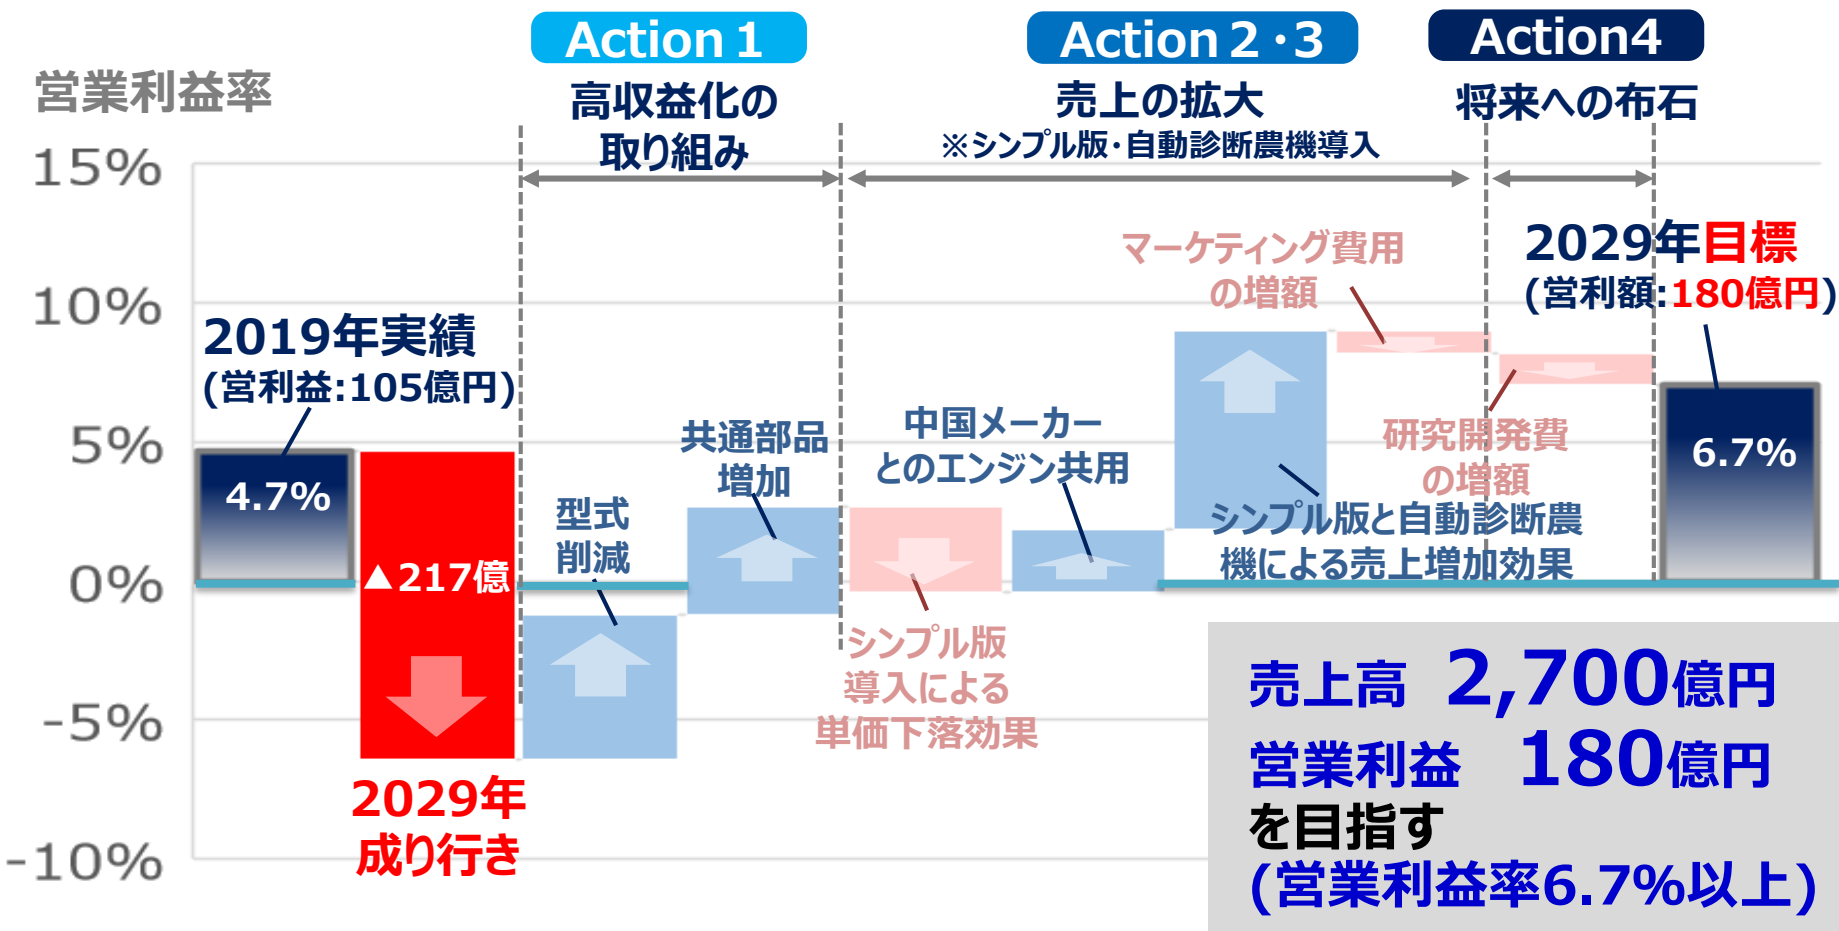 Action 1
Action 2・3
Action4
営業利益率
高収益化の
取り組み
売上の拡大
※シンプル版・自動診断農機導入
将来への布石
15%
10%
5%
0%
-5%
-10%
2019年実績
(営利益:105億円)
4.7%
▲217億
2029年
成り行き
型式
削減
共通部品
増加
シンプル版
導入による
単価下落効果
中国メーカー
とのエンジン共用
マーケティング費用
の増額
シンプル版と自動診断農
機による売上増加効果
研究開発費
の増額
2029年目標
(営利額:180億円)
6.7%
売上高 2,700億円
営業利益 180億円
を目指す
(営業利益率6.7%以上)